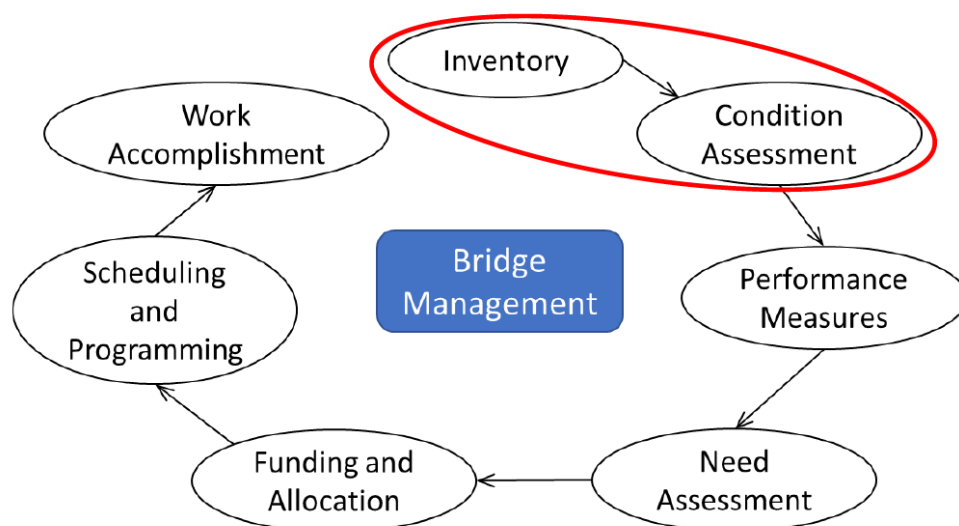 Inventory
Condition
Assessment
Performance
Measures
Need
Assessment
Funding and
Allocation
Scheduling
and
Programming
Work
Accomplishment
Bridge
Management